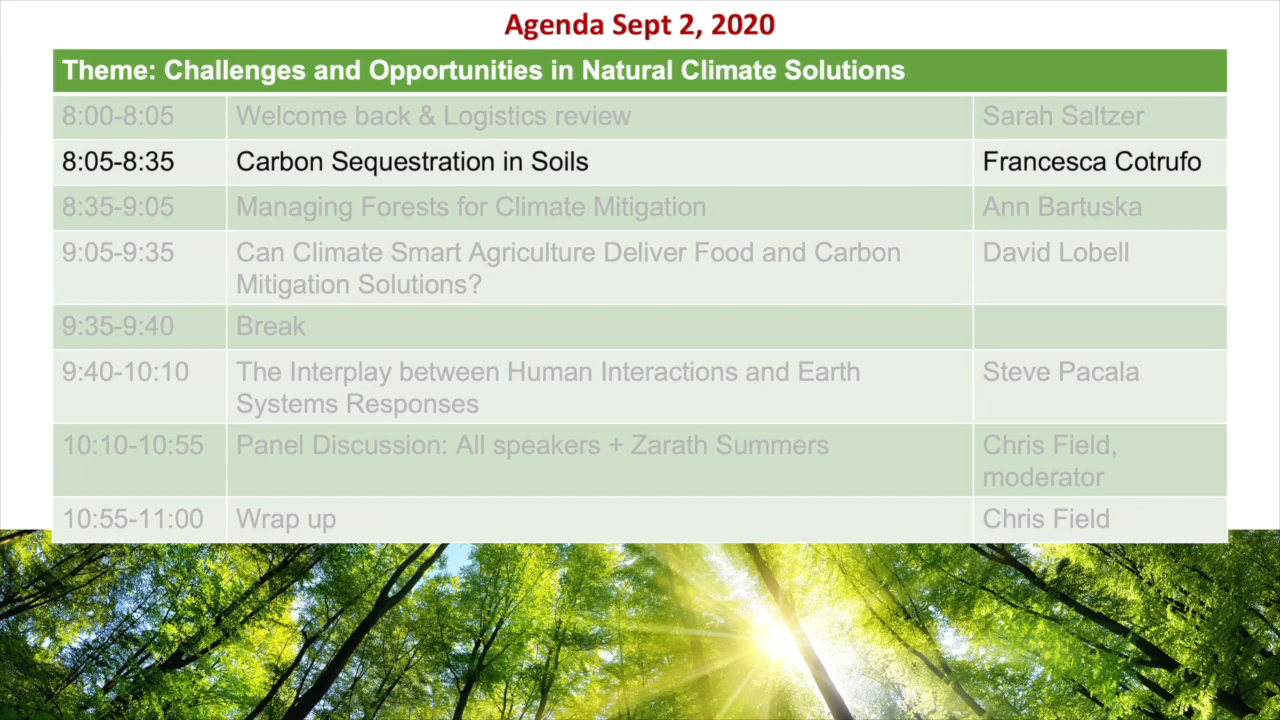 Agenda Sept 2, 2020
Theme: Challenges and Opportunities in Natural Climate Solutions
8:00-8:05 Welcome back & Logistics review Sarah Saltzer
8:05-8:35 Carbon Sequestration in Soils Francesca Cotrufo
8:35-9:05 Managing Forests for Climate Mitigation Ann Bartuska
9:05-9:35 Can Climate Smart Agriculture Deliver Food and Carbon David Lobell
Mitigation Solutions?
9:35-9:40 Break
9:40-10:10 The Interplay between Human Interactions and Earth Steve Pacala
Systems Responses
10:10-10:55 Panel Discussion: All speakers + Zarath Summers Chris Field,
moderator
10:55-11:00 Wrap up Chris Field